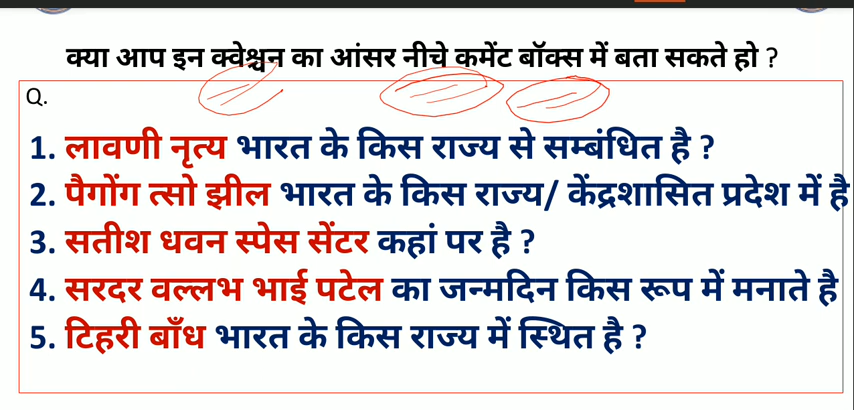 क्या आप इन क्वेश्चन का आंसर नीचे कमेंट बॉक्स में बता सकते हो ?
Q.
1. लावणी नृत्य भारत के किस राज्य से सम्बंधित है ?
2. पैगोंग त्सो झील भारत के किस राज्य/ केंद्रशासित प्रदेश में है
3. सतीश धवन स्पेस सेंटर कहां पर है ?
4. सरदर वल्लभ भाई पटेल का जन्मदिन किस रूप में मनाते है
5. टिहरी बाँध भारत के किस राज्य में स्थित है ?